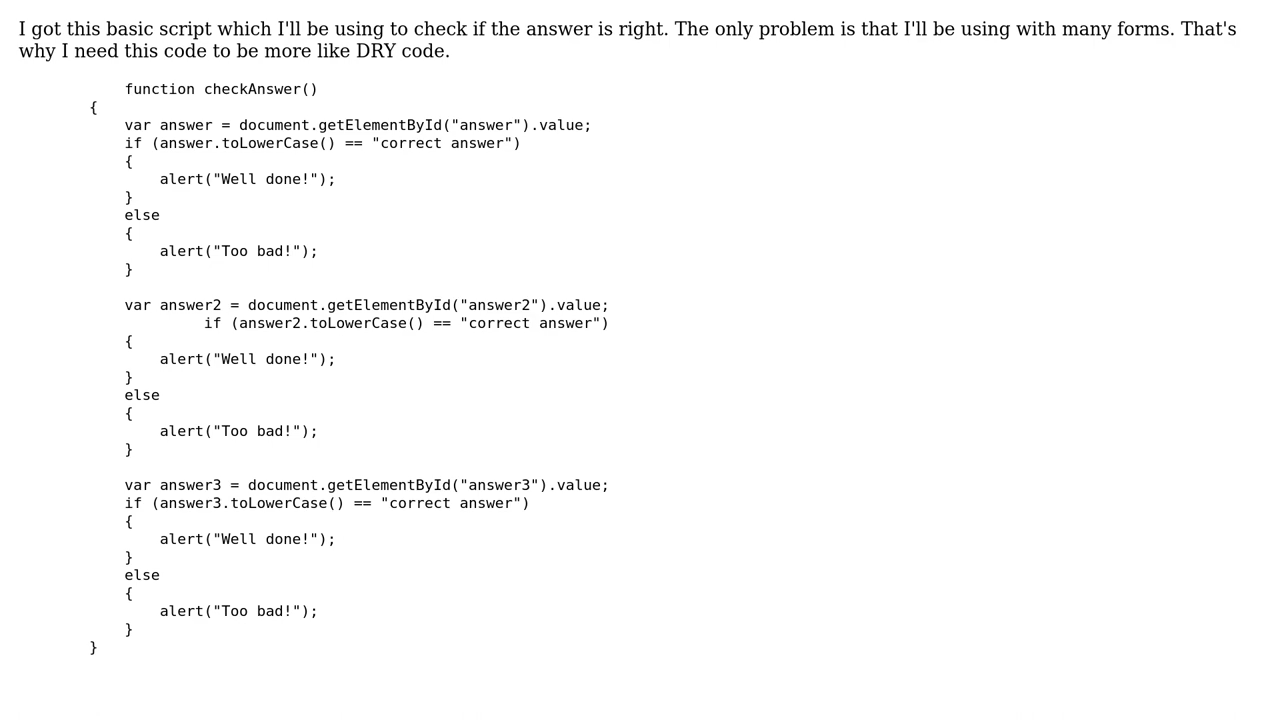 I got this basic script which I'll be using to check if the answer is right. The only problem is that I'll be using with many forms. That's
why I need this code to be more like DRY code.
function checkAnswer()
{
var answer = document.getElementById("answer").value;
if (answer.toLowerCase() == "correct answer")
{
alert("Well done!");
}
else
{
alert("Too bad!");
}
var answer2 = document.getElementById("answer2").value;
if (answer2.toLowerCase() == "correct answer")
{
alert("Well done!");
}
else
{
alert("Too bad!");
}
var answer3 = document.getElementById("answer3").value;
if (answer3.toLowerCase() == "correct answer")
{
alert("Well done!");
}
else
{
alert("Too bad!");
}
}